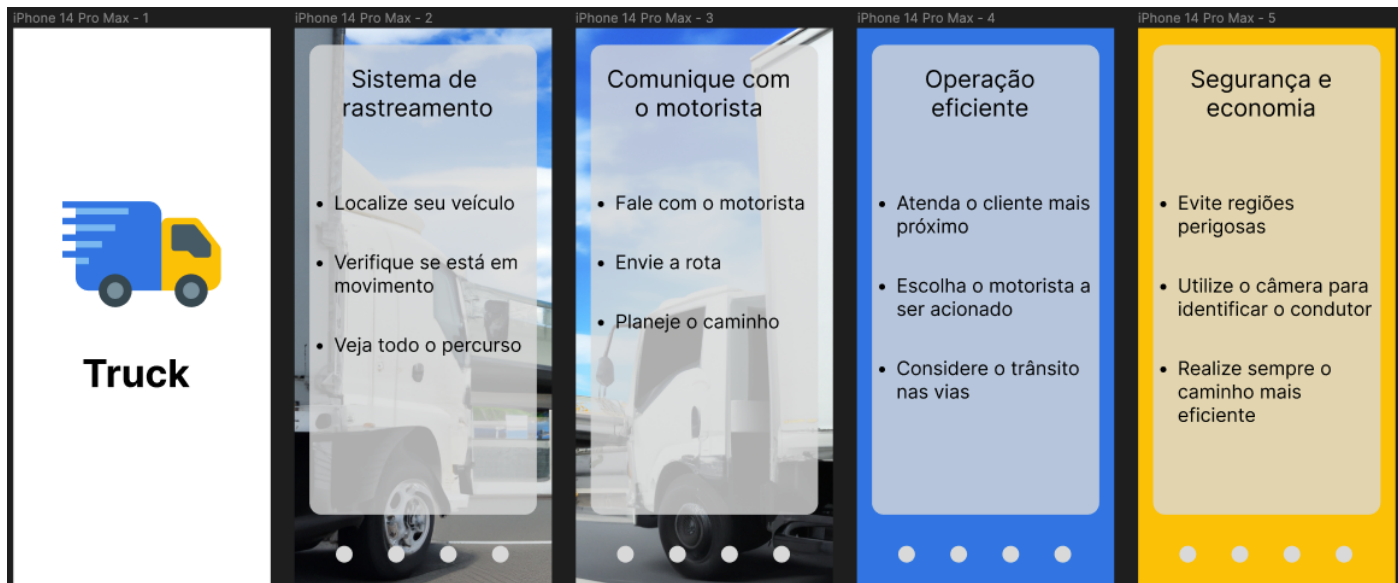 iPhone 14 Pro Max - 1
Truck
iPhone 14 Pro Max - 2
Sistema de
rastreamento
• Localize seu veículo
• Verifique se está em
movimento
• Veja todo o percurso
iPhone 14 Pro Max - 3
Comunique com
o motorista
• Fale com o motorista
• Envie a rota
• Planeje o caminho
iPhone 14 Pro Max - 4
Operação
eficiente
• Atenda o cliente mais
próximo
• Escolha o motorista a
ser acionado
• Considere o trânsito
nas vias
iPhone 14 Pro Max - 5
Segurança e
economia
• Evite regiões
perigosas
• Utilize o câmera para
identificar o condutor
• Realize sempre o
caminho mais
eficiente